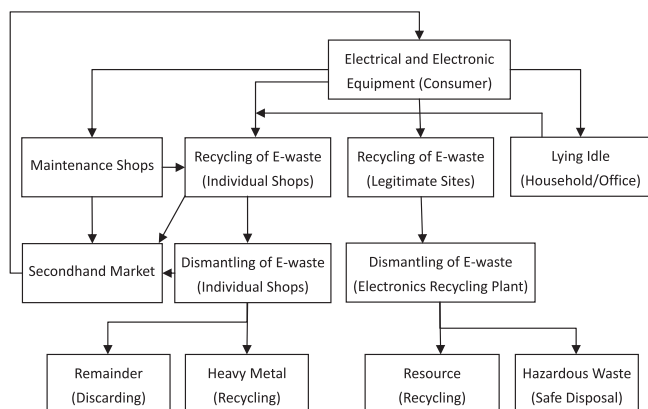 Electrical and Electronic
Equipment (Consumer)
Maintenance Shops
Recycling of E-waste
(Individual Shops)
Recycling of E-waste
(Legitimate Sites)
Lying Idle
(Household/Office)
Secondhand Market
Dismantling of E-waste
(Individual Shops)
Dismantling of E-waste
(Electronics Recycling Plant)
Remainder
(Discarding)
Heavy Metal
(Recycling)
Resource
(Recycling)
Hazardous Waste
(Safe Disposal)